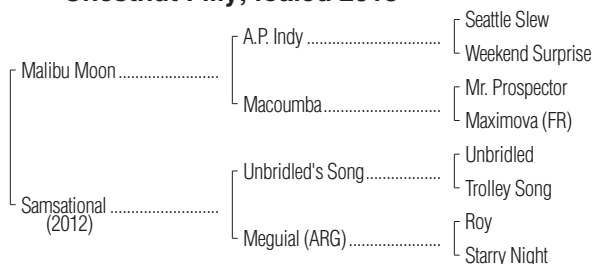 Seattle Slew
A.P. Indy
Weekend Surprise
Malibu Moon
Mr. Prospector
Macoumba
Maximova (FR)
Unbridled
Unbridled's Song
Trolley Song
Samsational
(2012)
Roy
Meguial (ARG)
Starry Night